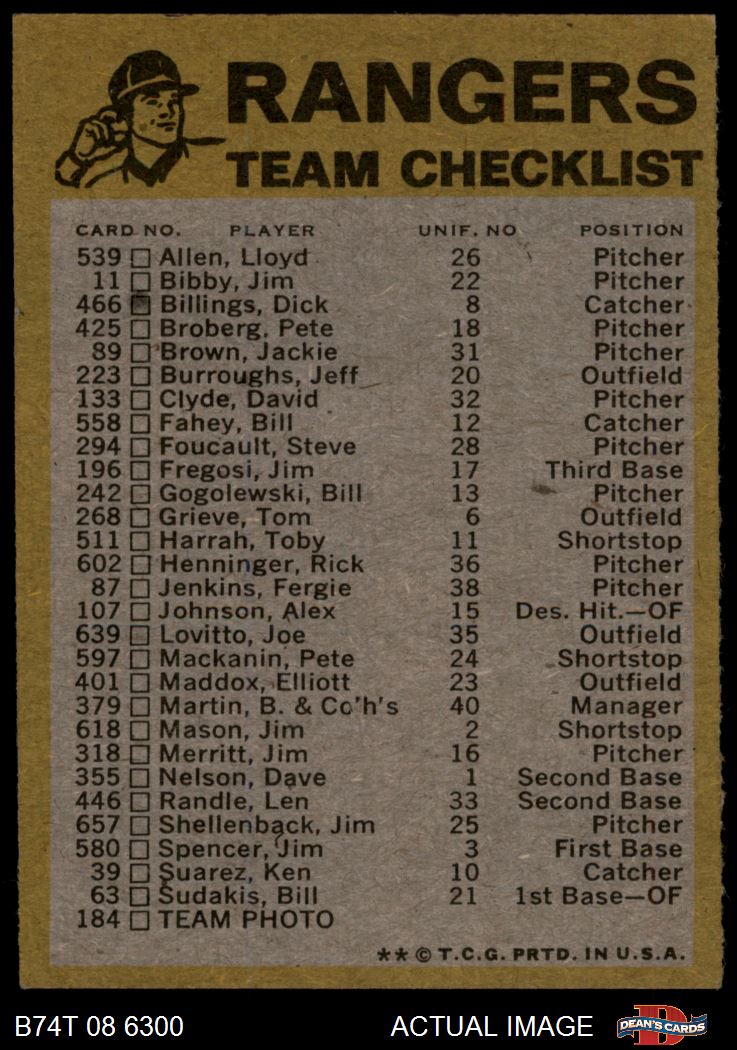 RANGERS
TEAM CHECKLIST
CARD NO. PLAYER UNIF. NO POSITION
539 Allen, Lloyd 26 Pitcher
11 Bibby, Jim 22 Pitcher
466 Billings, Dick 8 Catcher
425 Broberg, Pete 18 Pitcher
89 Brown, Jackie 31 Pitcher
223 Burroughs, Jeff 20 Outfield
133 Clyde, David 32 Pitcher
558 Fahey, Bill 12 Catcher
294 Foucault, Steve 28 Pitcher
196 Fregosi, Jim 17 Third Base
242 Gogolewski, Bill 13 Pitcher
268 Grieve, Tom 6 Outfield
511 Harrah, Toby 11 Shortstop
602 Henninger, Rick 36 Pitcher
87 Jenkins, Fergie 38 Pitcher
107 Johnson, Alex 15 Des. Hit.—OF
639 Lovitto, Joe 35 Outfield
597 Mackanin, Pete 24 Shortstop
401 Maddox, Elliott 23 Outfield
379 Martin, B. & Co'h's 40 Manager
618 Mason, Jim 2 Shortstop
318 Merritt, Jim 16 Pitcher
355 Nelson, Dave 1 Second Base
446 Randle, Len 33 Second Base
657 Shellenback, Jim 25 Pitcher
580 Spencer, Jim 3 First Base
39 Suarez, Ken 10 Catcher
63 Sudakis, Bill 21 1st Base—OF
184 TEAM PHOTO
** © T.C.G. PRTD. IN U.S.A.
B74T 08 6300 ACTUAL IMAGE D DEAN'S CARDS